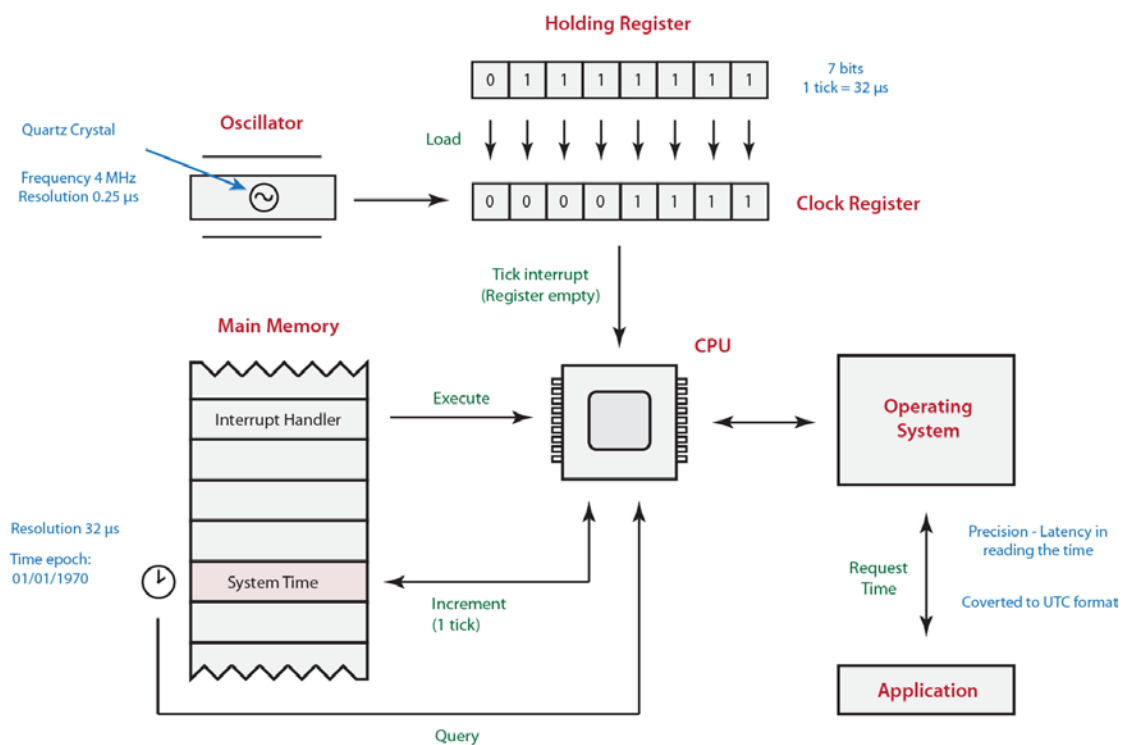 Holding Register
0 1 1 1 1 1 1 1
7 bits
1 tick = 32 µs
Oscillator
Quartz Crystal
Load
Frequency 4 MHz
Resolution 0.25 µs
0 0 0 0 1 1 1 1
Clock Register
Tick interrupt
(Register empty)
Main Memory
CPU
Execute
Interrupt Handler
Operating
System
Resolution 32 µs
Time epoch:
01/01/1970
System Time
Increment
(1 tick)
Precision - Latency in
reading the time
Request
Time
Coverted to UTC format
Application
Query